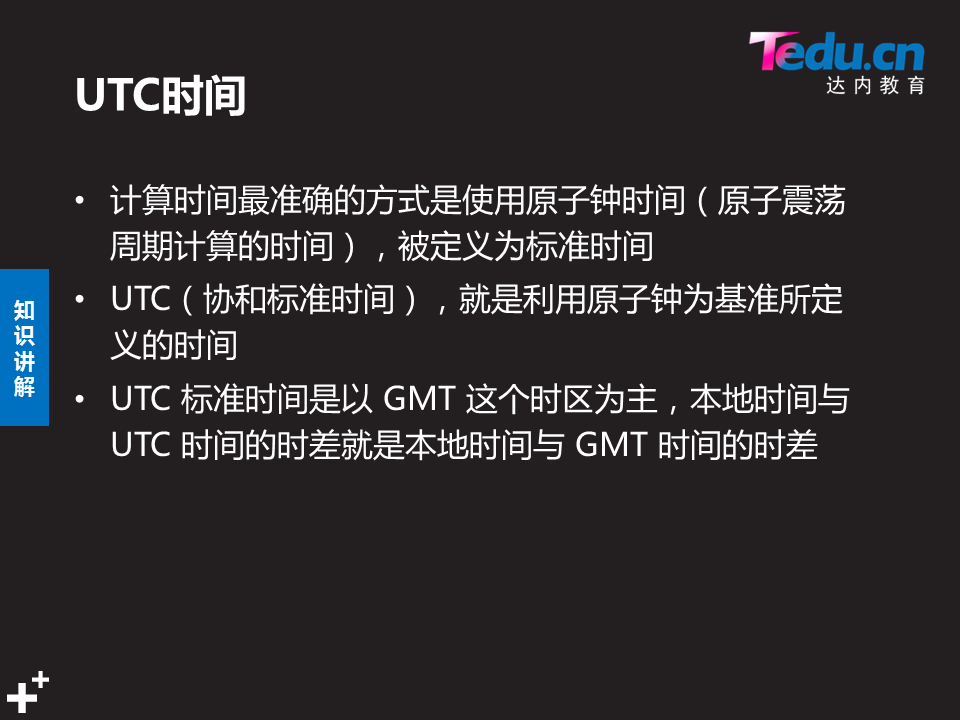 Tedu.cn
达内教育
UTC时间
• 计算时间最准确的方式是使用原子钟时间（原子震荡
周期计算的时间），被定义为标准时间
• UTC（协和标准时间），就是利用原子钟为基准所定
义的时间
• UTC 标准时间是以 GMT 这个时区为主，本地时间与
UTC 时间的时差就是本地时间与 GMT 时间的时差
知
识
讲
解